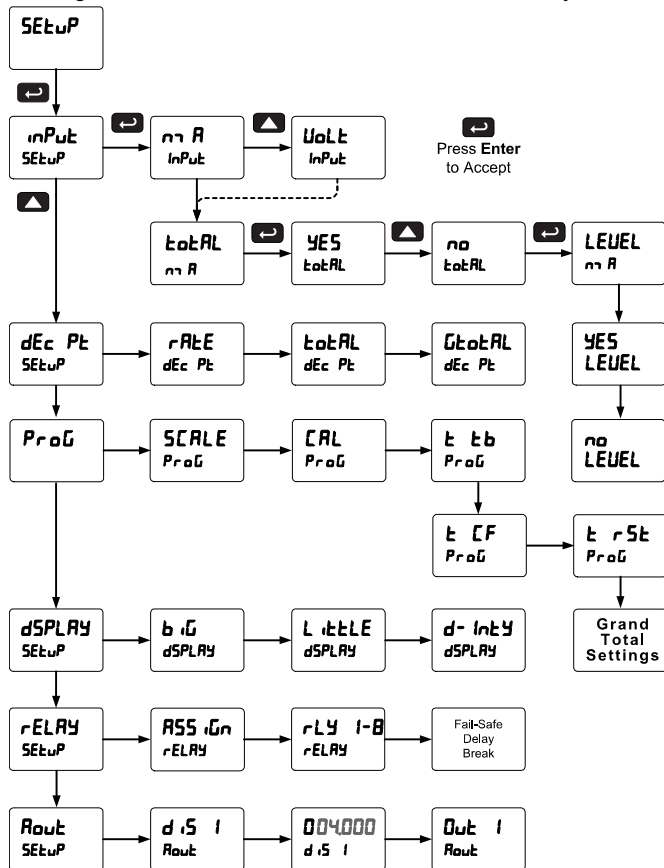 SEtuP
inPut
SEtuP
mA
InPut
VoLt
InPut
Press Enter
to Accept
totAL
mA
YES
totAL
no
totAL
LEVEL
mA
dEc Pt
SEtuP
rAtE
dEc Pt
totAL
dEc Pt
GtotAL
dEc Pt
YES
LEVEL
ProG
SCALE
ProG
CAL
ProG
t tb
ProG
no
LEVEL
t CF
ProG
t rSt
ProG
dSPLAY
SEtuP
biG
dSPLAY
LittLE
dSPLAY
d-IntY
dSPLAY
Grand
Total
Settings
rELAY
SEtuP
ASSiGn
rELAY
rLY 1-8
rELAY
Fail-Safe
Delay
Break
Aout
SEtuP
diS 1
Aout
004.000
diS 1
Out 1
Aout